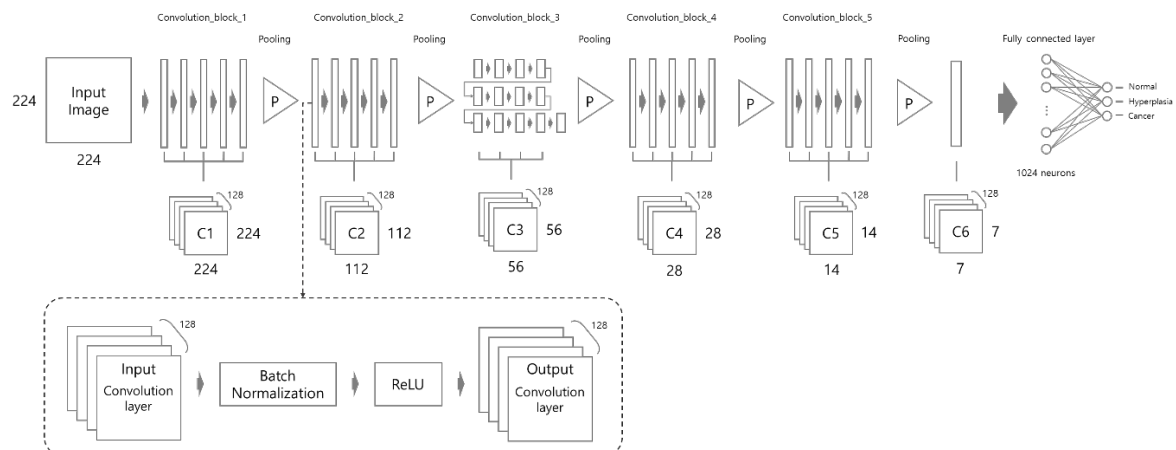 Convolution_block_1
Convolution_block_2
Convolution_block_3
Convolution_block_4
Convolution_block_5
Pooling
Pooling
Pooling
Pooling
Pooling
Fully connected layer
224
Input
Image
224
P
P
P
P
P
Normal
Hyperplasia
Cancer
1024 neurons
128
C1
224
224
128
C2
112
112
128
C3
56
56
128
C4
28
28
128
C5
14
14
128
C6
7
7
128
Input
Convolution
layer
Batch
Normalization
ReLU
128
Output
Convolution
layer